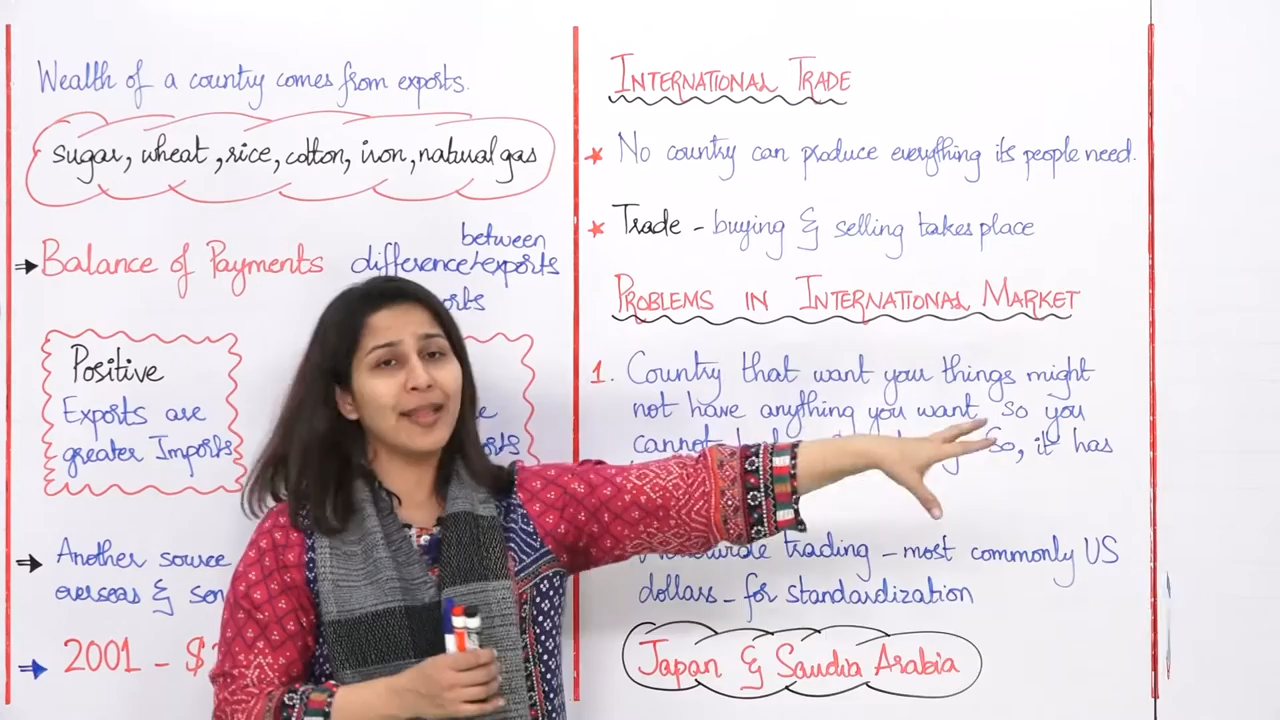 Wealth of a country comes from exports.
sugar, wheat, rice, cotton, iron, natural gas
Balance of Payments difference exports
between
Positive
Exports are
greater Imports
Another source
overseas &
2001 - $
INTERNATIONAL TRADE
No country can produce everything its people need.
Trade - buying & selling takes place
PROBLEMS IN INTERNATIONAL MARKET
1. Country that want your things might
not have anything you want so you
cannot So, it has
trading - most commonly US
dollars - for standardization
Japan & Saudia Arabia